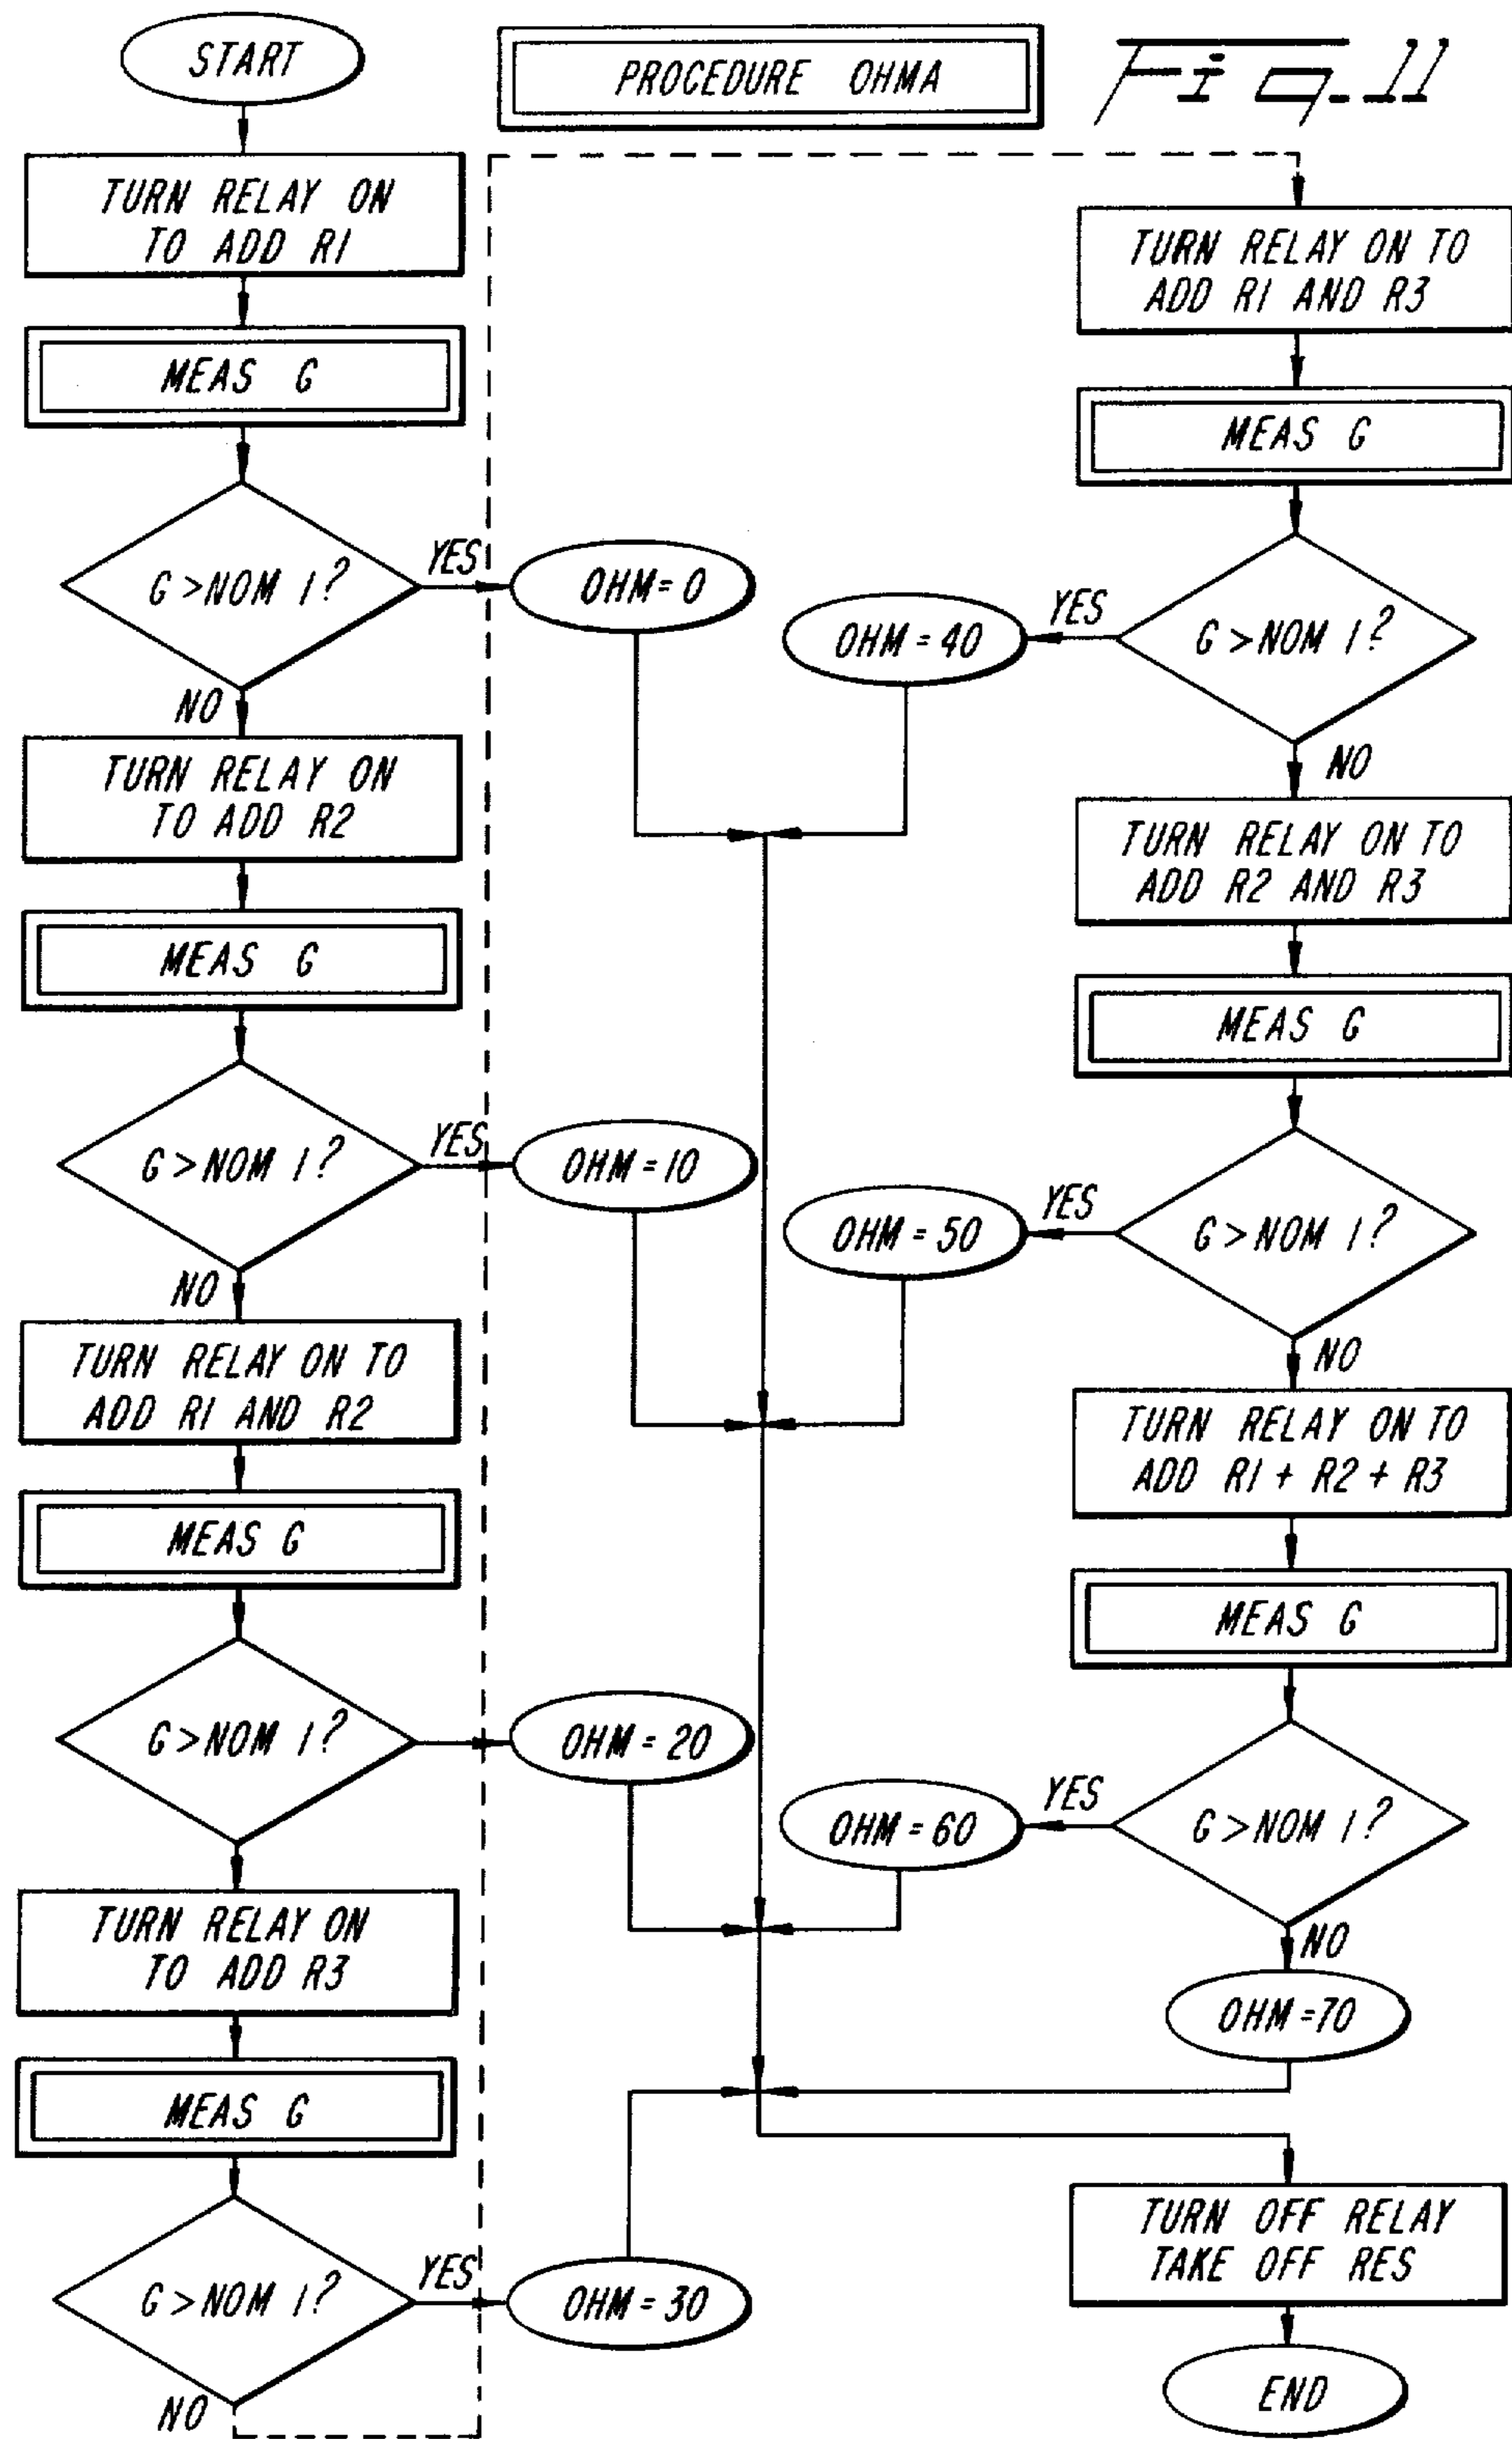 START
PROCEDURE OHMA
Fig. 11
TURN RELAY ON
TO ADD R1
MEAS G
G > NOM 1?
YES
OHM = 0
NO
TURN RELAY ON
TO ADD R2
MEAS G
G > NOM 1?
YES
OHM = 10
NO
TURN RELAY ON TO
ADD R1 AND R2
MEAS G
G > NOM 1?
OHM = 20
TURN RELAY ON
TO ADD R3
MEAS G
G > NOM 1?
YES
OHM = 30
NO
TURN RELAY ON TO
ADD R1 AND R3
MEAS G
G > NOM 1?
YES
OHM = 40
NO
TURN RELAY ON TO
ADD R2 AND R3
MEAS G
G > NOM 1?
YES
OHM = 50
NO
TURN RELAY ON TO
ADD R1 + R2 + R3
MEAS G
G > NOM 1?
YES
OHM = 60
NO
OHM = 70
TURN OFF RELAY
TAKE OFF RES
END